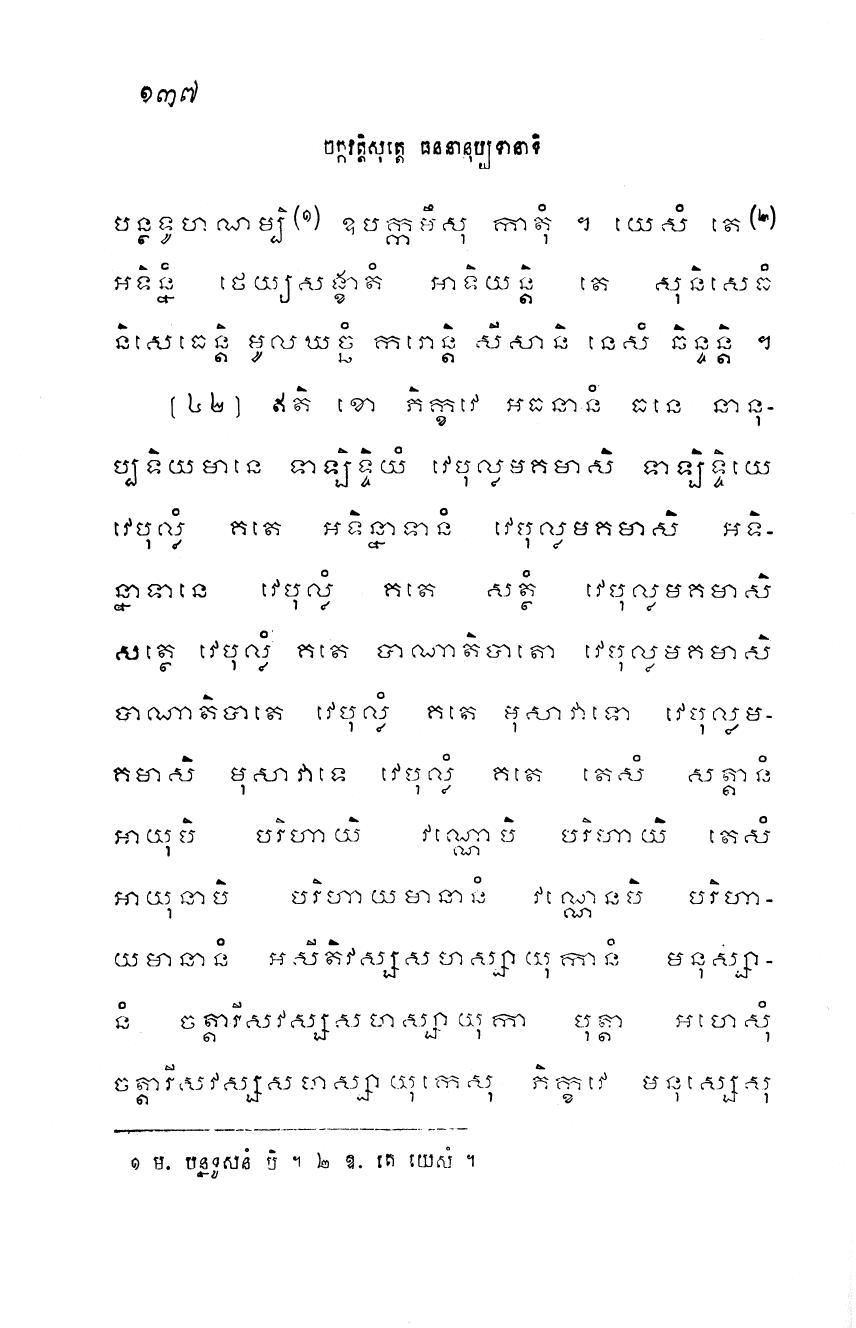 ១៣៧
ចក្កវត្តិសុត្តេ ធននានុប្បទានាទិ
បន្ថទូហណម្បិ(១) ឧបក្កមឹសុ កាតុំ ។ យេសំ តេ(២)
អទិន្នំ ថេយ្យសង្ខាតំ អាទិយន្តិ តេ សុនិសេធំ
និសេធេន្តិ មូលឃច្ចំ ករោន្តិ សីសានិ នេសំ ឆិន្ទន្តិ ។
[៤២] ឥតិ ខោ ភិក្ខវេ អធនានំ ធនេ នានុ-
ប្បទិយមានេ ទាឡិទ្ទិយំ វេបុល្លមគមាសិ ទាឡិទ្ទិយេ
វេបុល្លំ គតេ អទិន្នាទានំ វេបុល្លមគមាសិ អទិ-
ន្នាទានេ វេបុល្លំ គតេ សត្ថំ វេបុល្លមគមាសិ
សត្ថេ វេបុល្លំ គតេ បាណាតិបាតោ វេបុល្លមគមាសិ
បាណាតិបាតេ វេបុល្លំ គតេ មុសាវាទោ វេបុល្លម-
គមាសិ មុសាវាទេ វេបុល្លំ គតេ តេសំ សត្តានំ
អាយុបិ បរិហាយិ វណ្ណោបិ បរិហាយិ តេសំ
អាយុនាបិ បរិហាយមានានំ វណ្ណេនបិ បរិហា-
យមានានំ អសីតិវស្សសហស្សាយុកានំ មនុស្សា-
នំ ចត្តារីសវស្សសហស្សាយុកា បុត្តា អហេសុំ
ចត្តារីសវស្សសហស្សាយុកេសុ ភិក្ខវេ មនុស្សេសុ
១ ម. បន្ថទូសនំ បិ ។ ២ ឱ. តេ យេសំ ។